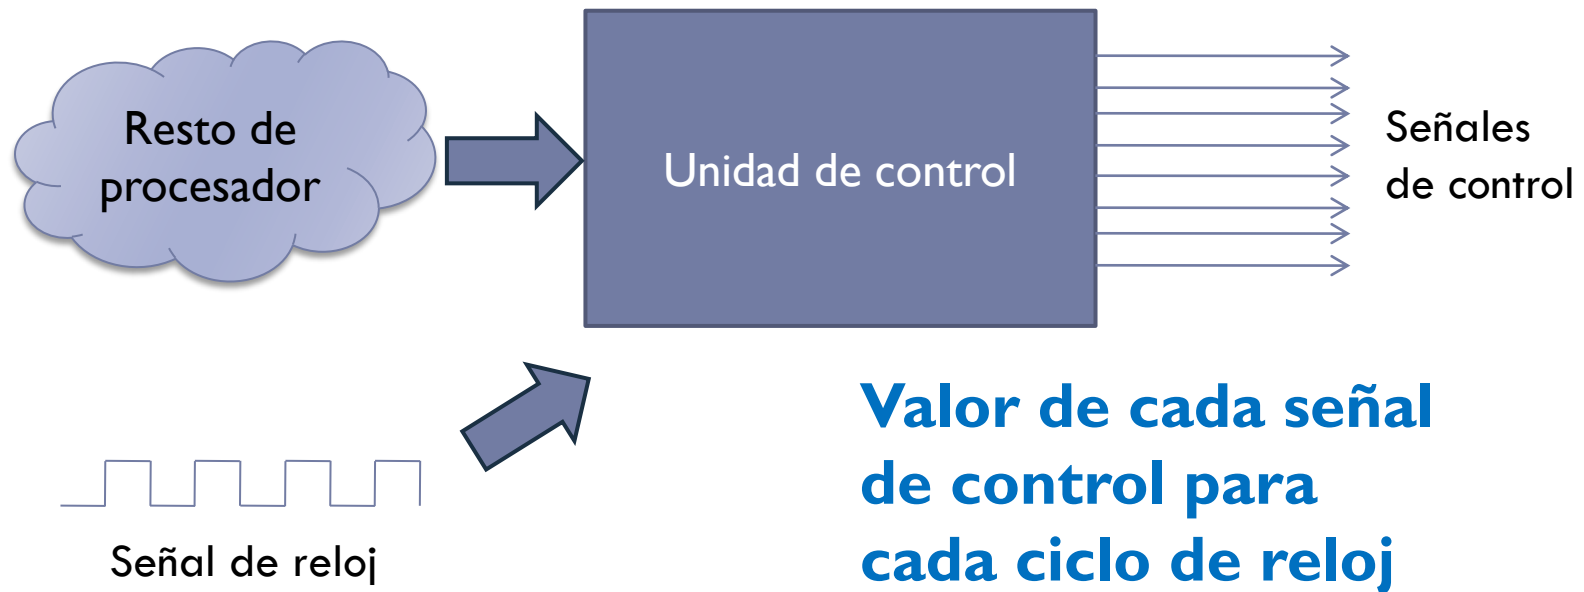 Resto de
procesador
Unidad de control
Señales
de control
Señal de reloj
Valor de cada señal
de control para
cada ciclo de reloj